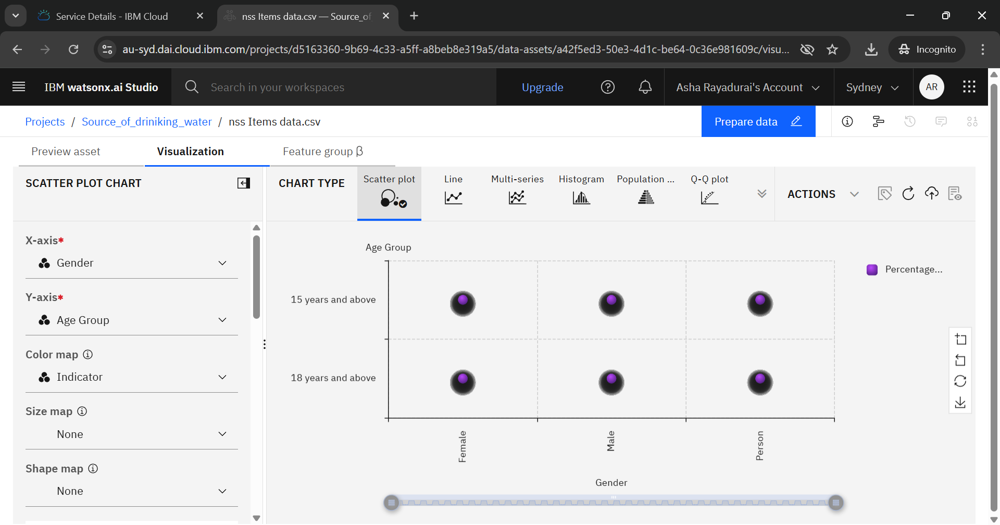 Service Details - IBM Cloud
nss Items data.csv — Source_of
au-syd.dai.cloud.ibm.com/projects/d5163360-9b69-4c33-a5ff-a8beb8e319a5/data-assets/a42f5ed3-50e3-4d1c-be64-0c36e981609c/visu...
Incognito
IBM watsonx.ai Studio
Search in your workspaces
Upgrade
Asha Rayadurai's Account
Sydney
AR
Projects / Source_of_driniking_water / nss Items data.csv
Prepare data
Preview asset
Visualization
Feature group β
SCATTER PLOT CHART
CHART TYPE
Scatter plot
Line
Multi-series
Histogram
Population ...
Q-Q plot
ACTIONS
X-axis*
Gender
Y-axis*
Age Group
Color map
Indicator
Size map
None
Shape map
None
Age Group
15 years and above
18 years and above
Female
Male
Person
Gender
Percentage...